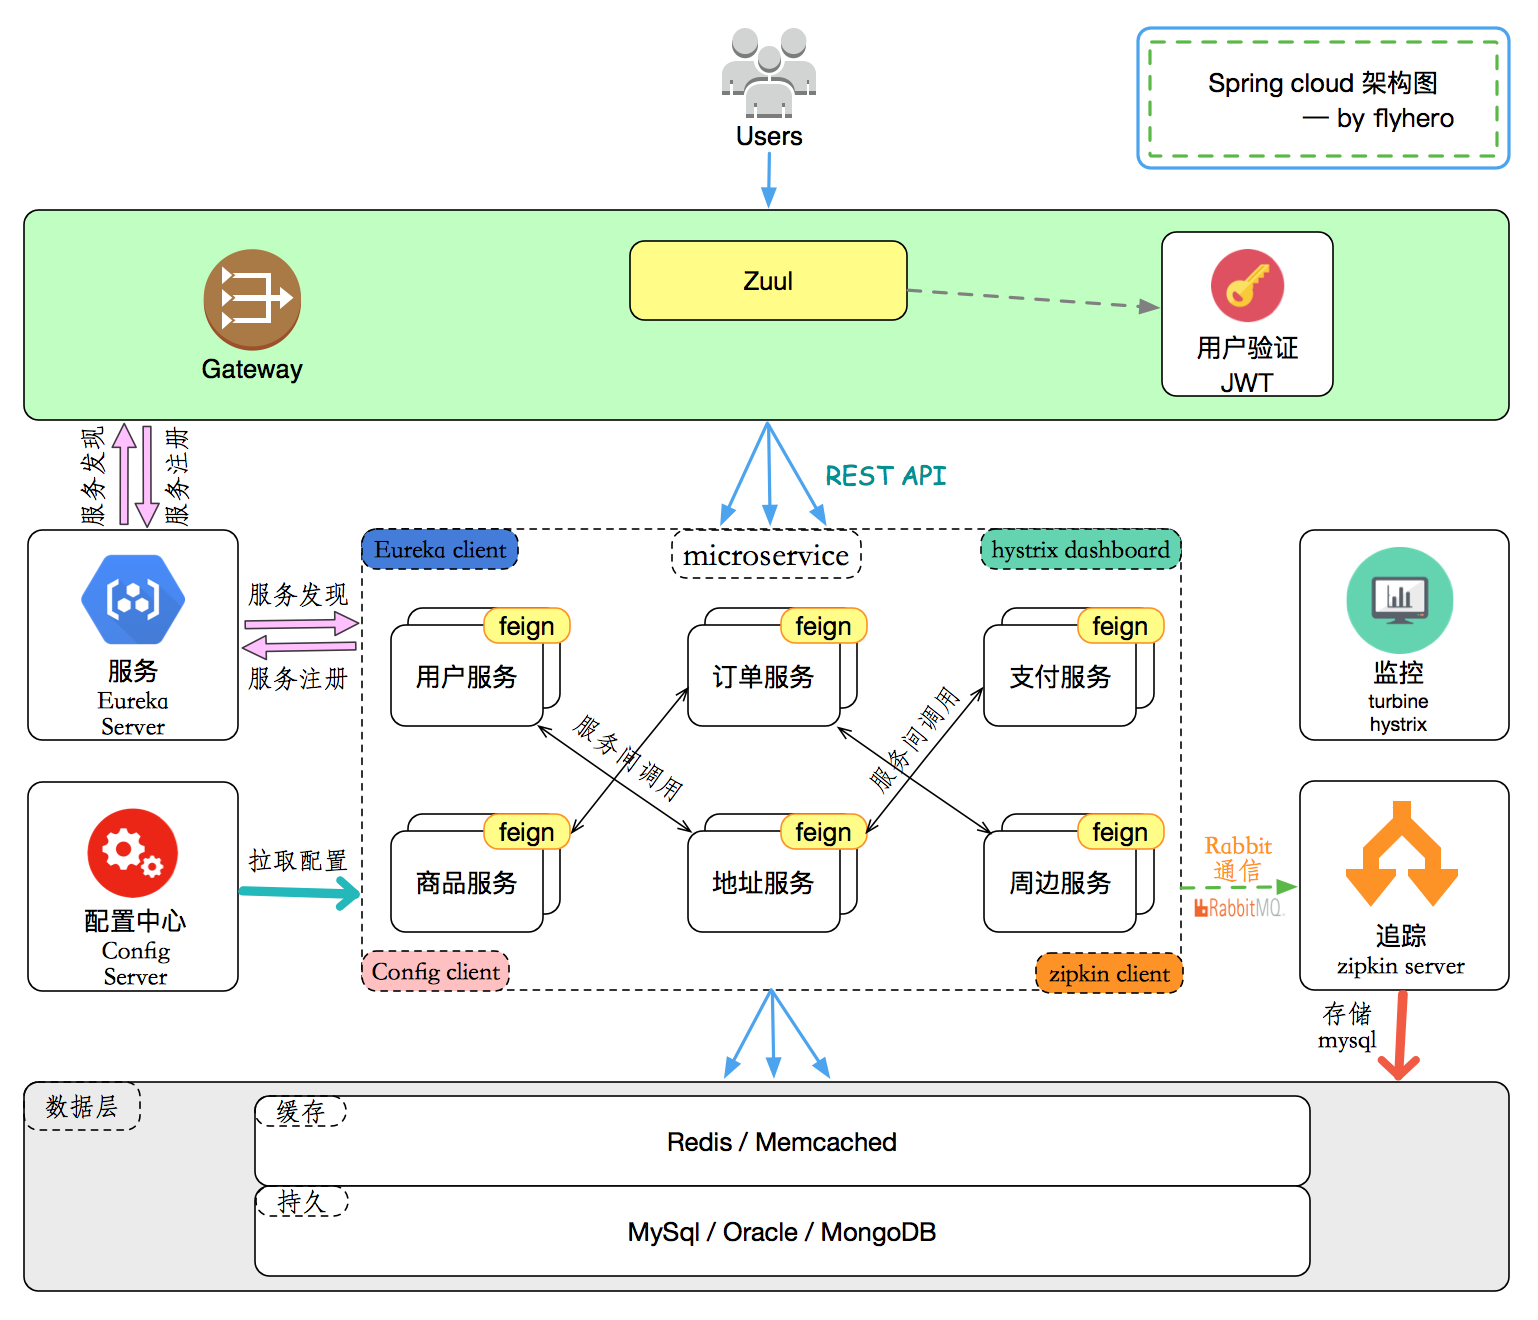 Users
Spring cloud 架构图
— by flyhero
Gateway
Zuul
用户验证
JWT
服务发现
服务注册
REST API
服务
Eureka
Server
服务发现
服务注册
Eureka client
microservice
hystrix dashboard
feign
用户服务
feign
订单服务
feign
支付服务
服务间调用
服务间调用
feign
商品服务
feign
地址服务
feign
周边服务
Config client
zipkin client
监控
turbine
hystrix
配置中心
Config
Server
拉取配置
Rabbit
通信
RabbitMQ.
追踪
zipkin server
存储
mysql
数据层
缓存
Redis / Memcached
持久
MySql / Oracle / MongoDB